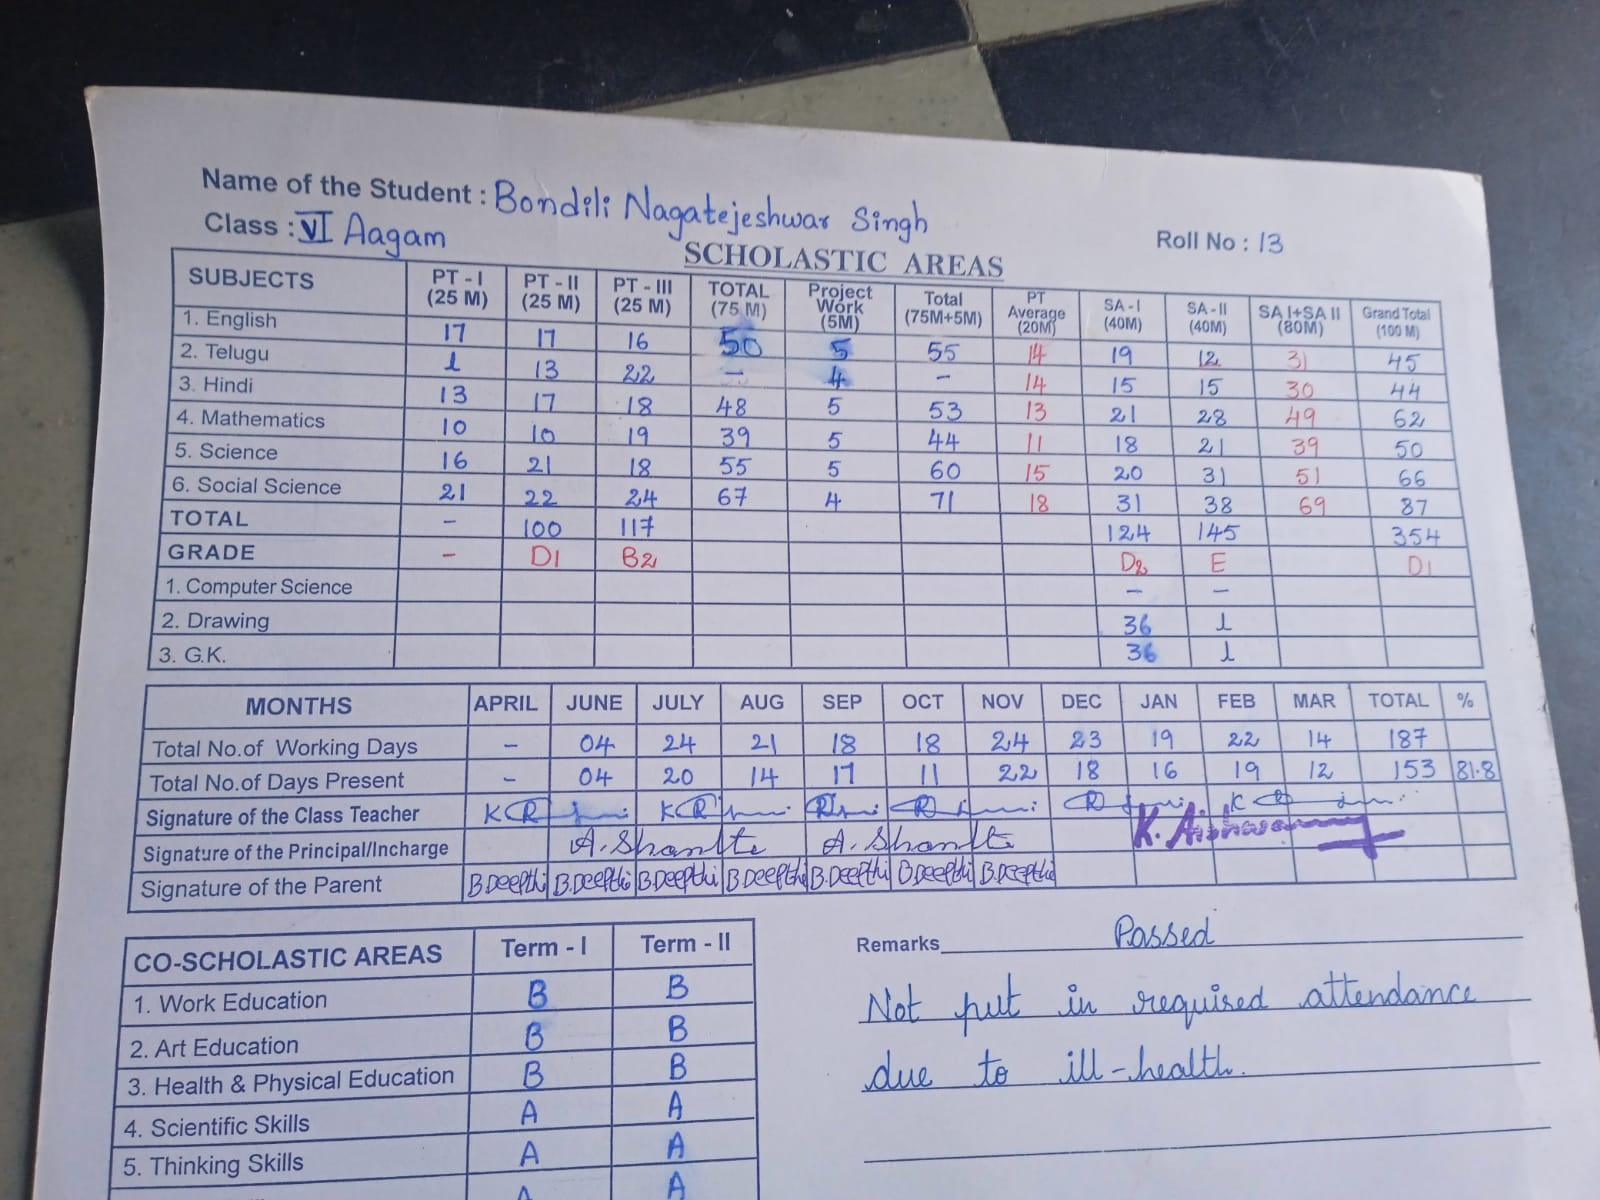 Name of the Student : Bondili Nagatejeshwar Singh
Class : VI Aagam
Roll No : 13
SCHOLASTIC AREAS
SUBJECTS PT - I (25 M) PT - II (25 M) PT - III (25 M) TOTAL (75 M) Project Work (5M) Total (75M+5M) PT Average (20M) SA - I (40M) SA - II (40M) SA I+SA II (80M) Grand Total (100 M)
1. English 17 17 16 50 5 55 14 19 12 31 45
2. Telugu l 13 22 - 4 - 14 15 15 30 44
3. Hindi 13 17 18 48 5 53 13 21 28 49 62
4. Mathematics 10 10 19 39 5 44 11 18 21 39 50
5. Science 16 21 18 55 5 60 15 20 31 51 66
6. Social Science 21 22 24 67 4 71 18 31 38 69 87
TOTAL - 100 117 124 145 354
GRADE - D1 B2 D2 E D1
1. Computer Science - -
2. Drawing 36 l
3. G.K. 36 l
MONTHS APRIL JUNE JULY AUG SEP OCT NOV DEC JAN FEB MAR TOTAL %
Total No.of Working Days - 04 24 21 18 18 24 23 19 22 14 187
Total No.of Days Present - 04 20 14 17 11 22 18 16 19 12 153 81.8
Signature of the Class Teacher
K. Aishwarya
Signature of the Principal/Incharge A. Shanthi A. Shanthi
Signature of the Parent B.Deepthi B.Deepthi B.Deepthi B.Deepthi B.Deepthi B.Deepthi B.Deepthi
CO-SCHOLASTIC AREAS Term - I Term - II
1. Work Education B B
2. Art Education B B
3. Health & Physical Education B B
4. Scientific Skills A A
5. Thinking Skills A A
A A
Remarks Passed
Not put in required attendance
due to ill-health.